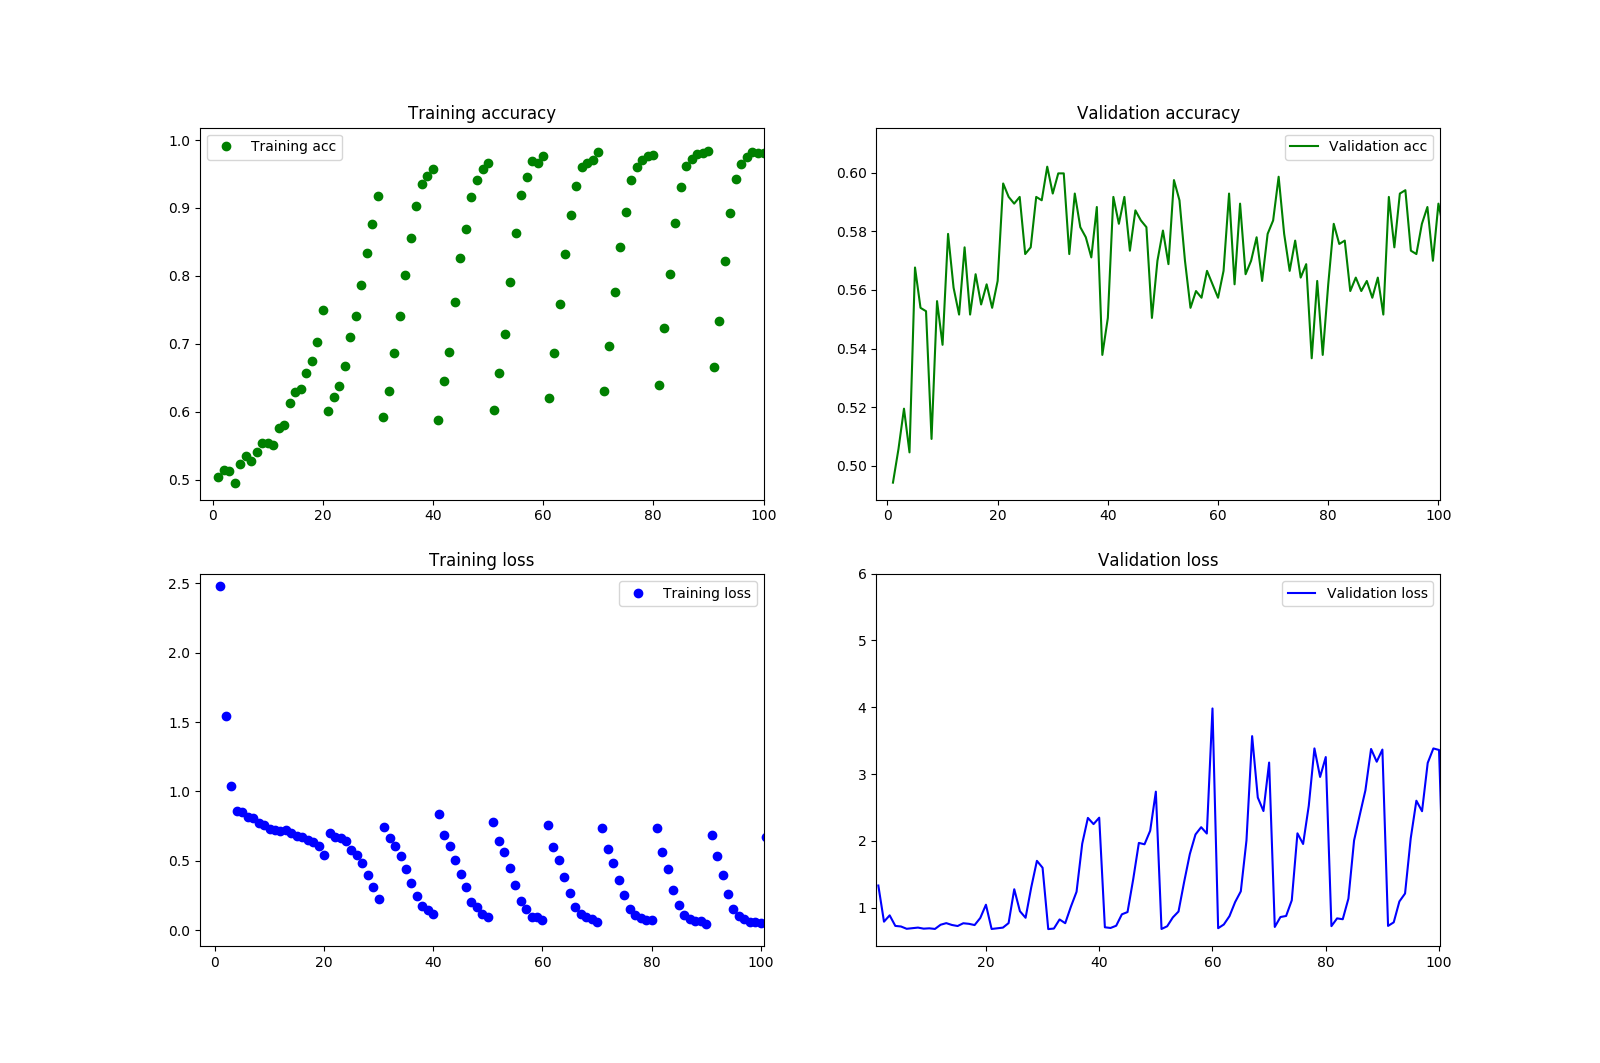 Training accuracy
Training acc
1.0
0.9
0.8
0.7
0.6
0.5
0 20 40 60 80 100
Validation accuracy
Validation acc
0.60
0.58
0.56
0.54
0.52
0.50
0 20 40 60 80 100
Training loss
Training loss
2.5
2.0
1.5
1.0
0.5
0.0
0 20 40 60 80 100
Validation loss
Validation loss
6
5
4
3
2
1
20 40 60 80 100